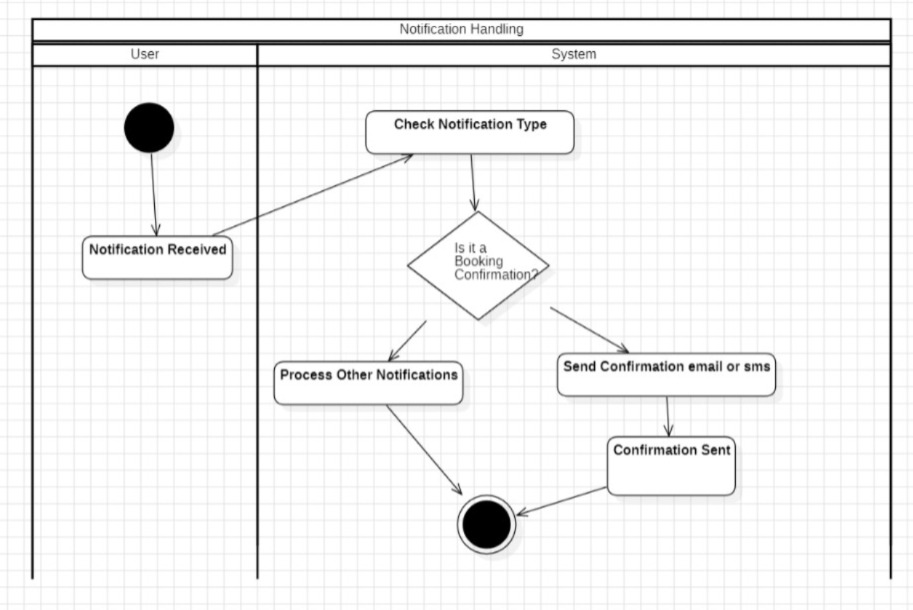 Notification Handling
User
System
Check Notification Type
Notification Received
Is it a
Booking
Confirmation?
Process Other Notifications
Send Confirmation email or sms
Confirmation Sent